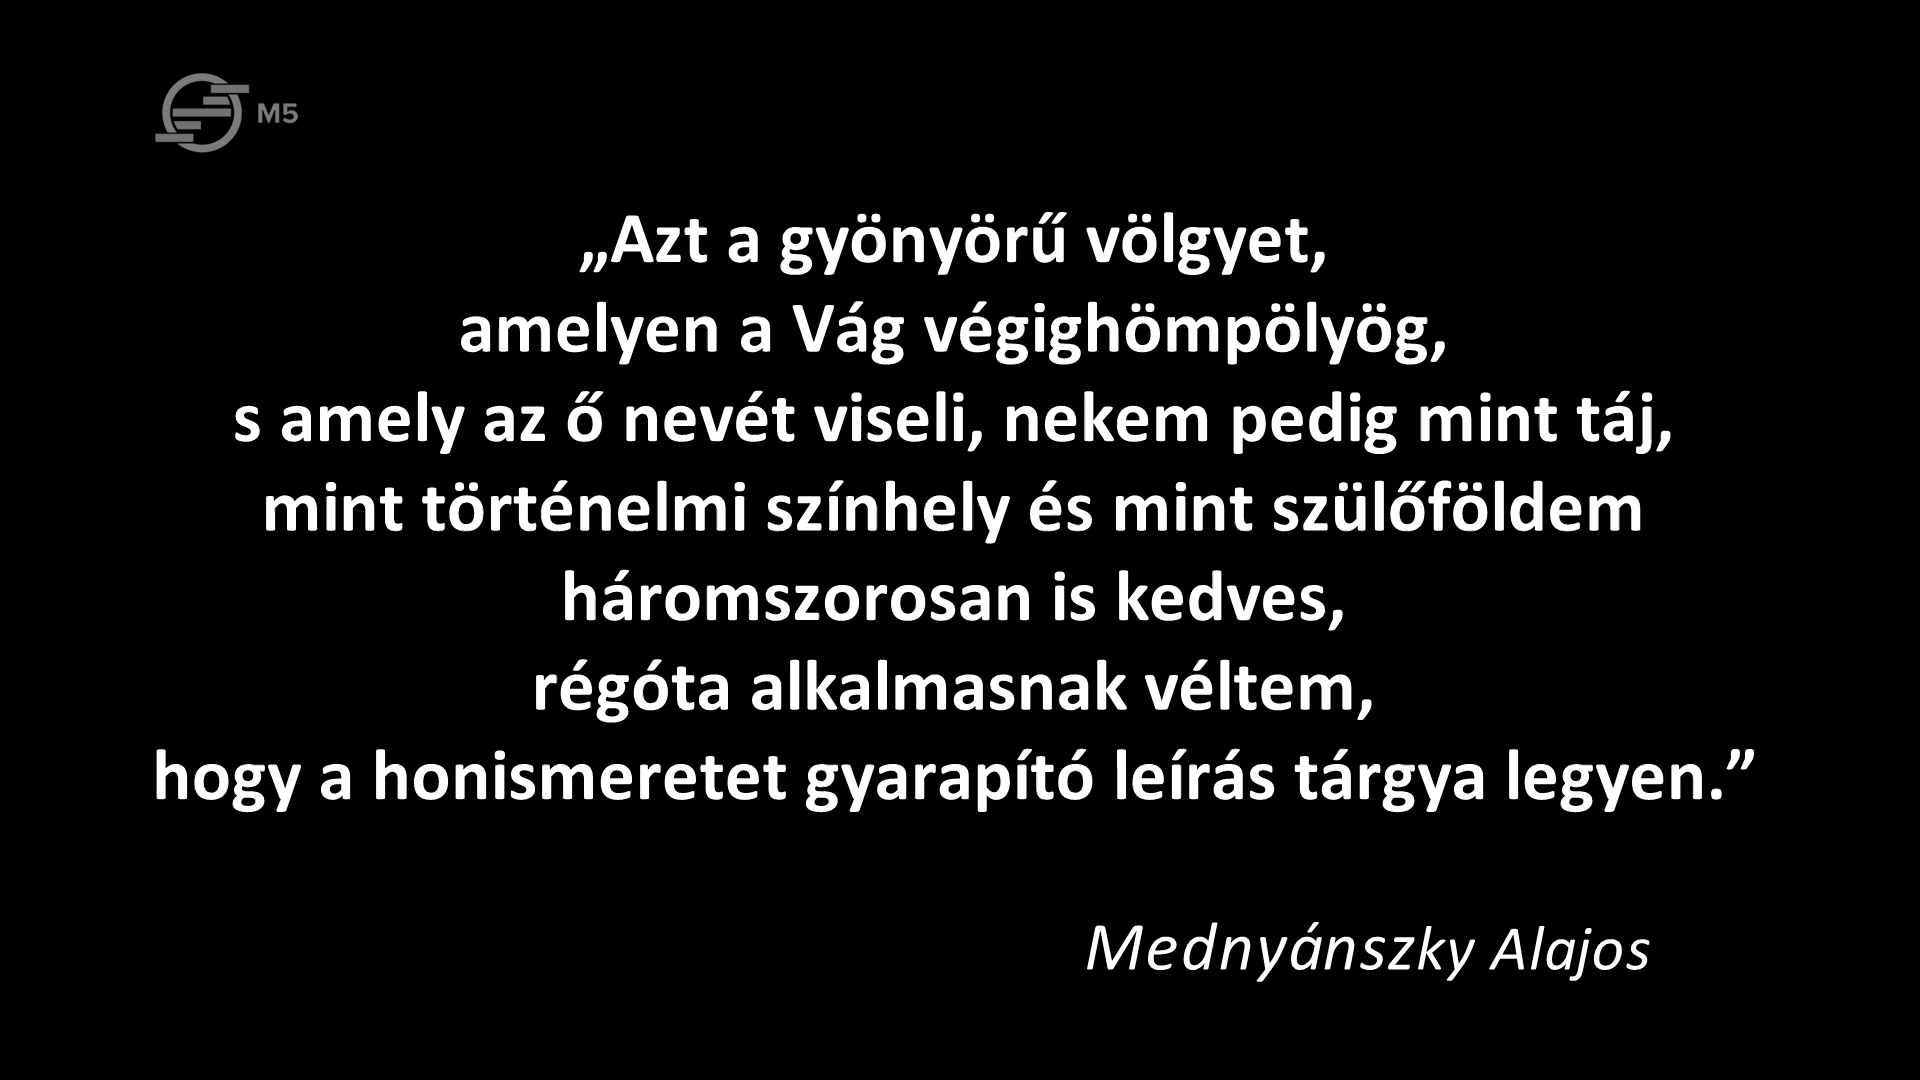 M5
„Azt a gyönyörű völgyet,
amelyen a Vág végighömpölyög,
s amely az ő nevét viseli, nekem pedig mint táj,
mint történelmi színhely és mint szülőföldem
háromszorosan is kedves,
régóta alkalmasnak véltem,
hogy a honismeretet gyarapító leírás tárgya legyen.”
Mednyánszky Alajos